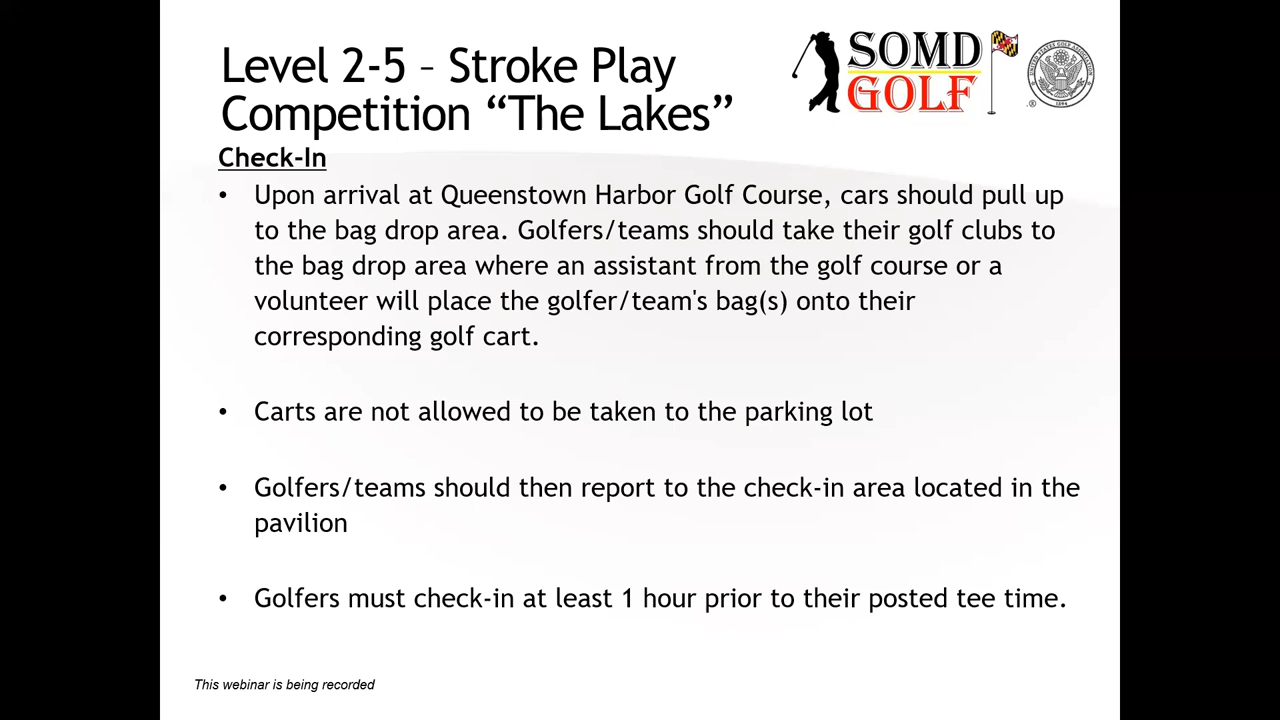 Level 2-5 – Stroke Play
Competition “The Lakes”
SOMD
GOLF
Check-In
• Upon arrival at Queenstown Harbor Golf Course, cars should pull up
to the bag drop area. Golfers/teams should take their golf clubs to
the bag drop area where an assistant from the golf course or a
volunteer will place the golfer/team's bag(s) onto their
corresponding golf cart.
• Carts are not allowed to be taken to the parking lot
• Golfers/teams should then report to the check-in area located in the
pavilion
• Golfers must check-in at least 1 hour prior to their posted tee time.
This webinar is being recorded